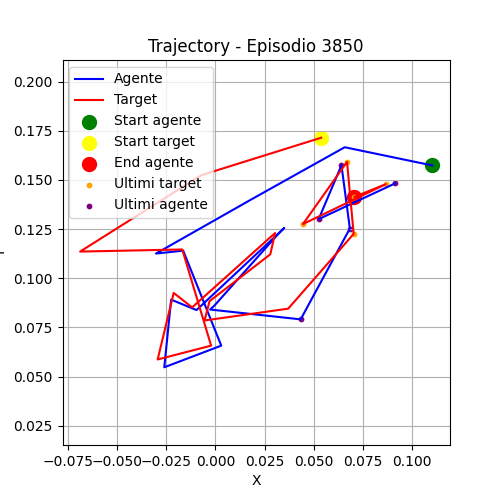 Trajectory - Episodio 3850
Agente
Target
Start agente
Start target
End agente
Ultimi target
Ultimi agente
0.200
0.175
0.150
0.125
0.100
0.075
0.050
0.025
−0.075 −0.050 −0.025 0.000 0.025 0.050 0.075 0.100
X